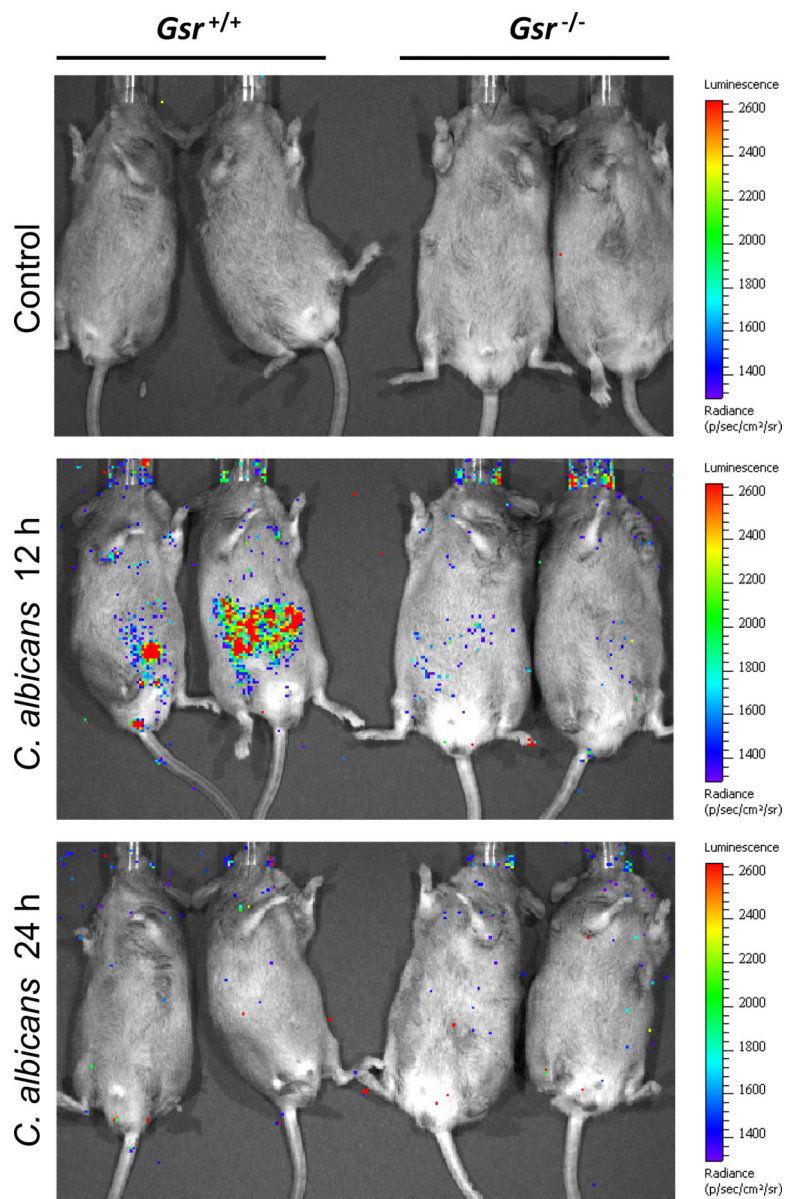 Gsr +/+ Gsr -/-
Control
Luminescence
2600
2400
2200
2000
1800
1600
1400
Radiance
(p/sec/cm²/sr)
C. albicans 12 h
Luminescence
2600
2400
2200
2000
1800
1600
1400
Radiance
(p/sec/cm²/sr)
C. albicans 24 h
Luminescence
2600
2400
2200
2000
1800
1600
1400
Radiance
(p/sec/cm²/sr)